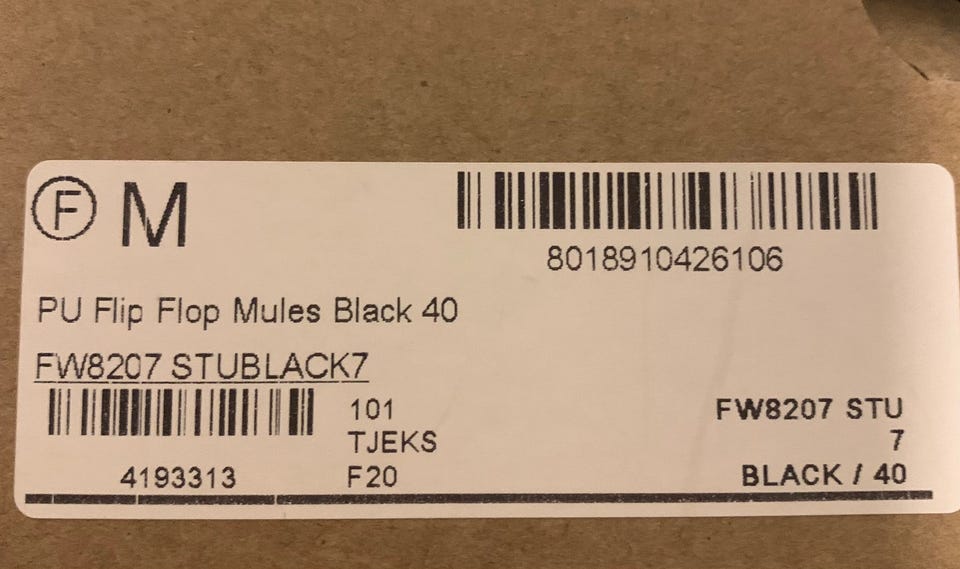 F M
8018910426106
PU Flip Flop Mules Black 40
FW8207 STUBLACK7
101
TJEKS
4193313
F20
FW8207 STU
7
BLACK / 40